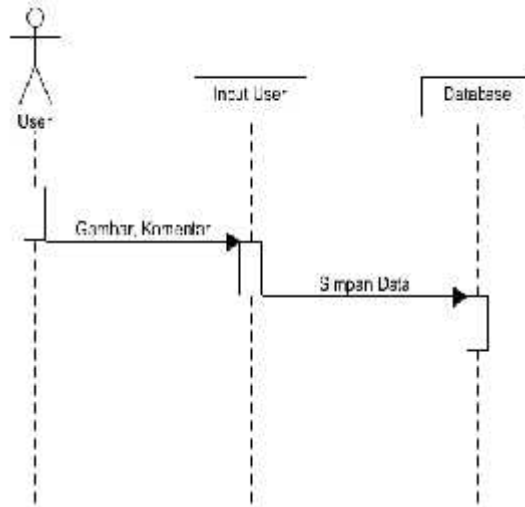 User
Input User
Database
Gambar, Komentar
Simpan Data